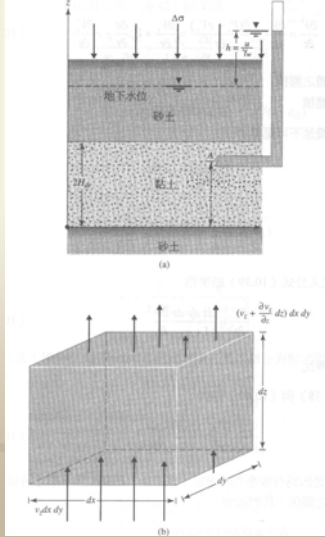 z
Δσ
h = u/γw
地下水位
砂土
A
2Hdr
黏土
z
砂土
(a)
(vz + ∂vz/∂z dz) dx dy
dz
dy
dx
vz dx dy
(b)